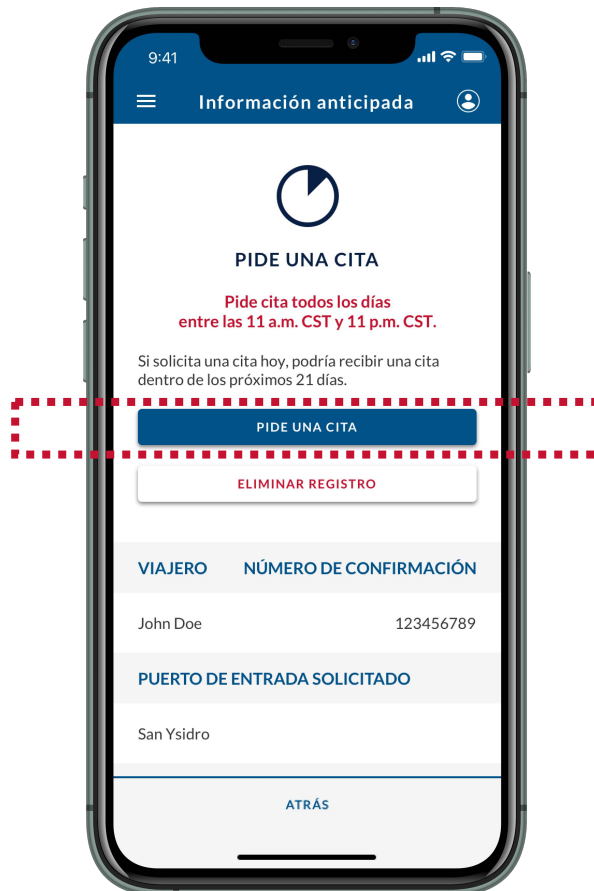 9:41
Información anticipada
PIDE UNA CITA
Pide cita todos los días
entre las 11 a.m. CST y 11 p.m. CST.
Si solicita una cita hoy, podría recibir una cita
dentro de los próximos 21 días.
PIDE UNA CITA
ELIMINAR REGISTRO
VIAJERO NÚMERO DE CONFIRMACIÓN
John Doe 123456789
PUERTO DE ENTRADA SOLICITADO
San Ysidro
ATRÁS